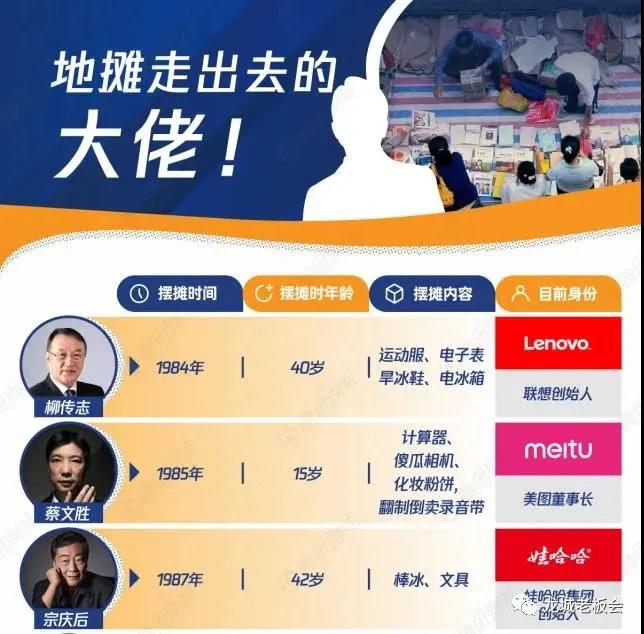 地摊走出去的
大佬！
摆摊时间
摆摊时年龄
摆摊内容
目前身份
柳传志
1984年
40岁
运动服、电子表
旱冰鞋、电冰箱
Lenovo
联想创始人
蔡文胜
1985年
15岁
计算器、
傻瓜相机、
化妆粉饼，
翻制倒卖录音带
meitu
美图董事长
宗庆后
1987年
42岁
棒冰、文具
娃哈哈
娃哈哈集团
创始人
龙城老板会